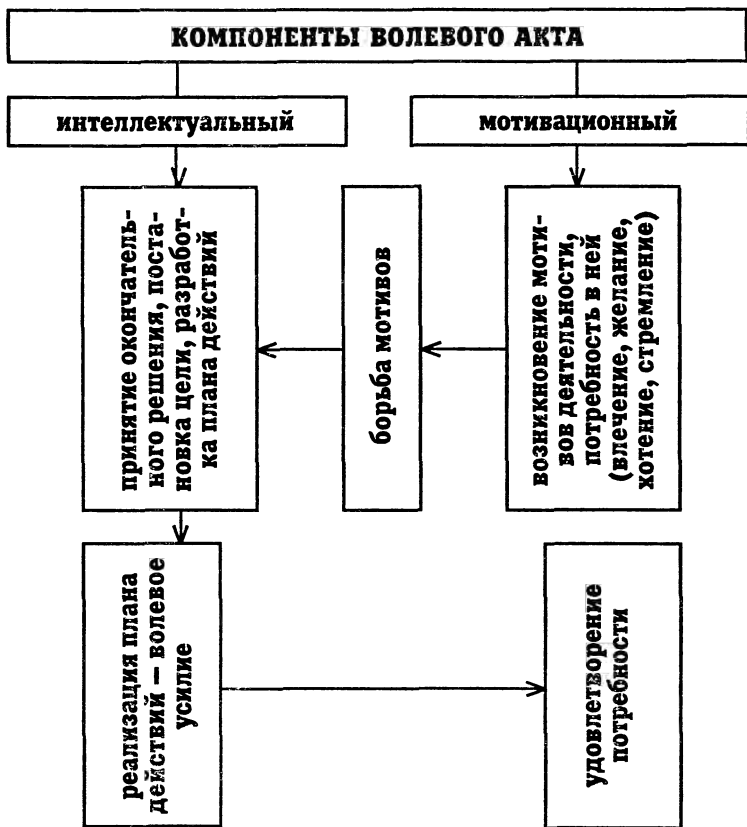 КОМПОНЕНТЫ ВОЛЕВОГО АКТА
интеллектуальный
мотивационный
принятие окончатель-
ного решения, поста-
новка цели, разработ-
ка плана действий
борьба мотивов
возникновение моти-
вов деятельности,
потребность в ней
(влечение, желание,
хотение, стремление)
реализация плана
действий — волевое
усилие
удовлетворение
потребности